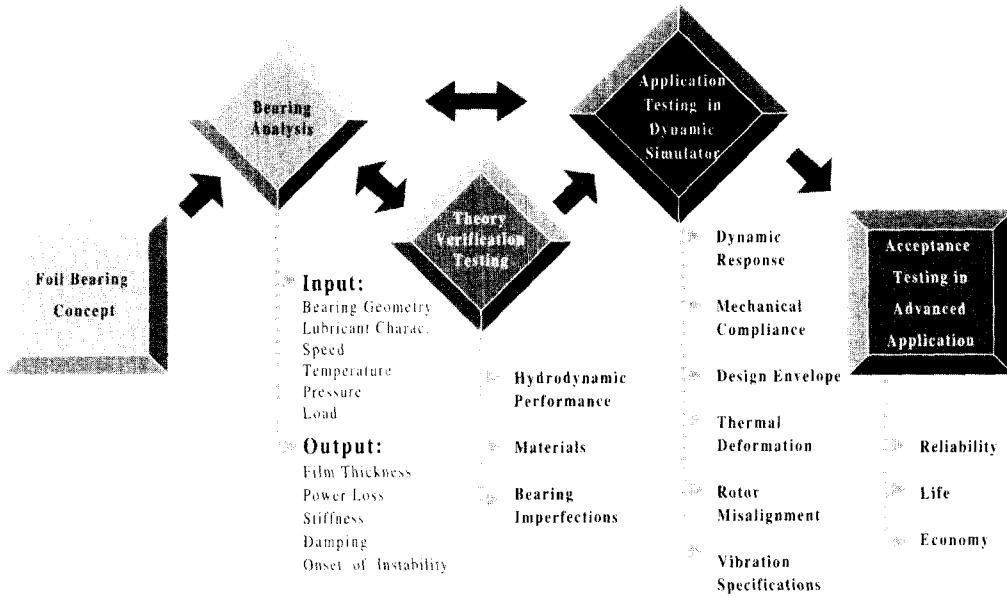 Foil Bearing
Concept
Bearing
Analysis
Input:
Bearing Geometry
Lubricant Charac.
Speed
Temperature
Pressure
Load
Output:
Film Thickness
Power Loss
Stiffness
Damping
Onset of Instability
Theory
Verification
Testing
Hydrodynamic
Performance
Materials
Bearing
Imperfections
Application
Testing in
Dynamic
Simulator
Dynamic
Response
Mechanical
Compliance
Design Envelope
Thermal
Deformation
Rotor
Misalignment
Vibration
Specifications
Acceptance
Testing in
Advanced
Application
Reliability
Life
Economy